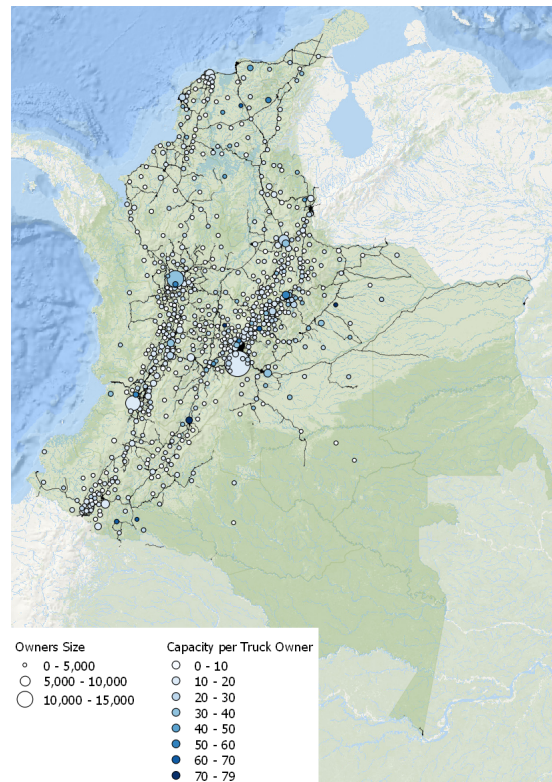 Owners Size
0 - 5,000
5,000 - 10,000
10,000 - 15,000
Capacity per Truck Owner
0 - 10
10 - 20
20 - 30
30 - 40
40 - 50
50 - 60
60 - 70
70 - 79